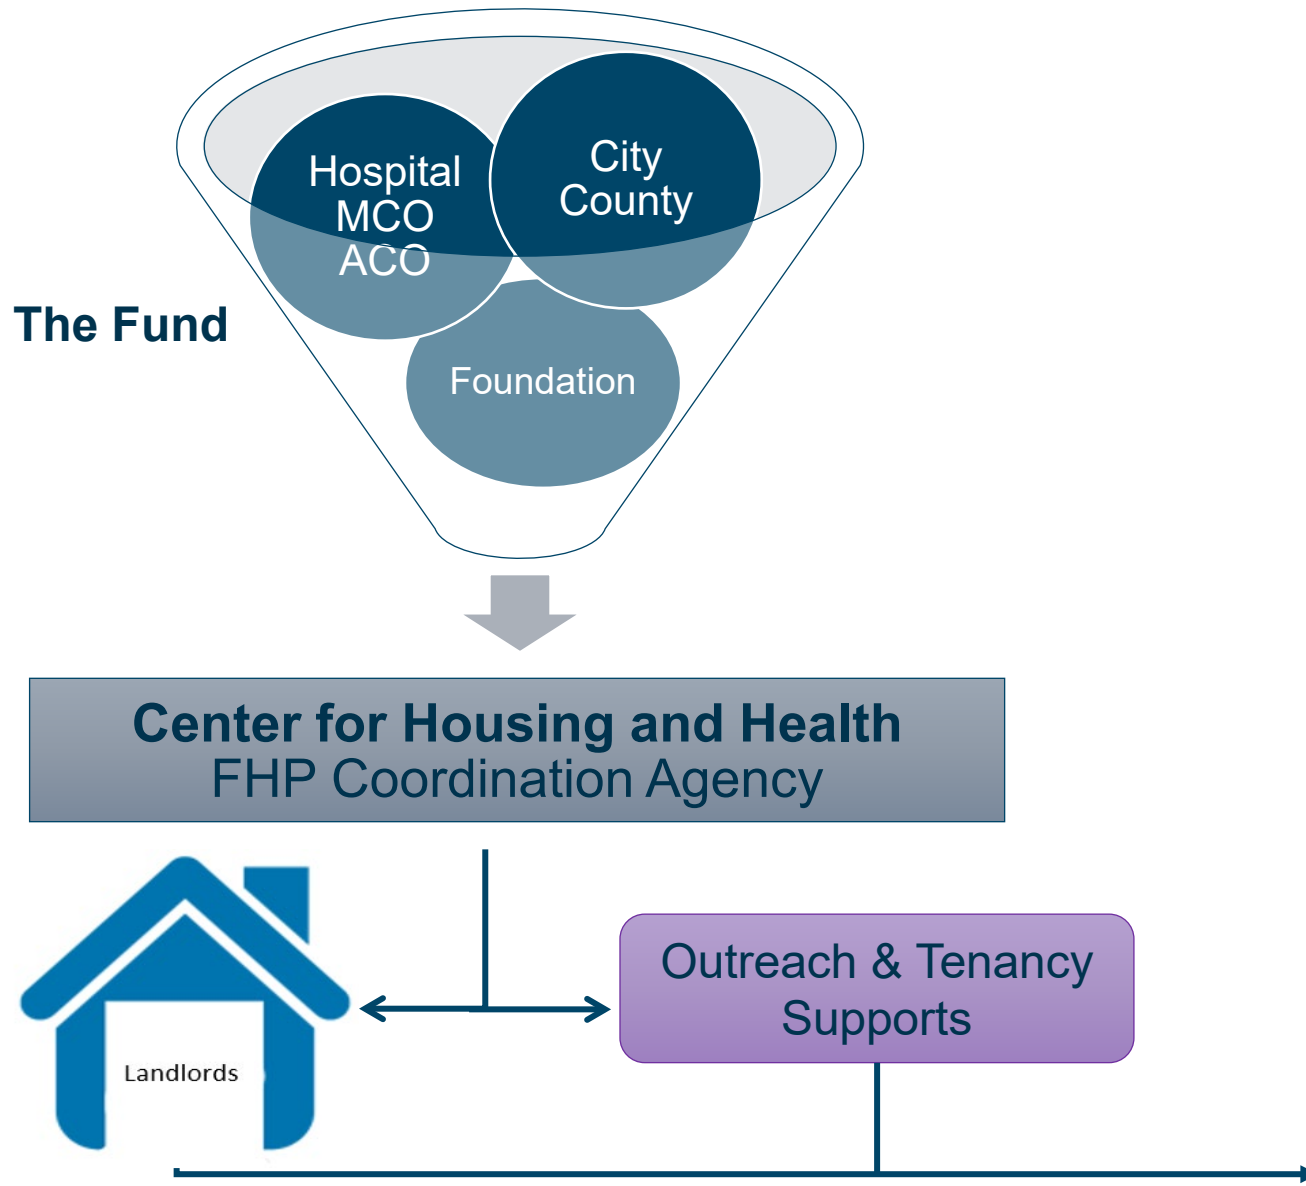 Hospital
MCO
ACO
City
County
The Fund
Foundation
Center for Housing and Health
FHP Coordination Agency
Landlords
Outreach & Tenancy
Supports